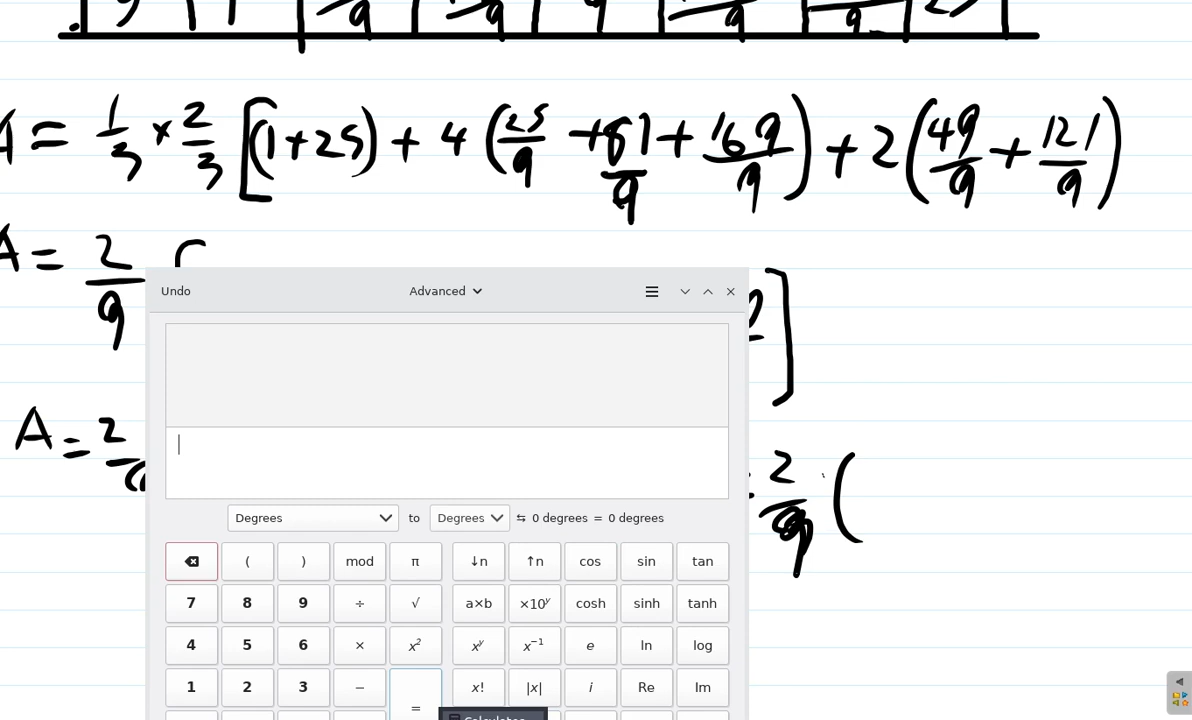 A = 1/3 × 2/3 [(1+25) + 4 (25/9 + 81/9 + 169/9) + 2 (49/9 + 121/9)
A = 2/9 [ ]
Undo Advanced
Degrees to Degrees ⇆ 0 degrees = 0 degrees
A = 2 = 2/9 (
( ) mod π ↓n ↑n cos sin tan
7 8 9 ÷ √ a×b ×10ʸ cosh sinh tanh
4 5 6 × x² xʸ x⁻¹ e ln log
1 2 3 − = x! |x| i Re Im
Calculator